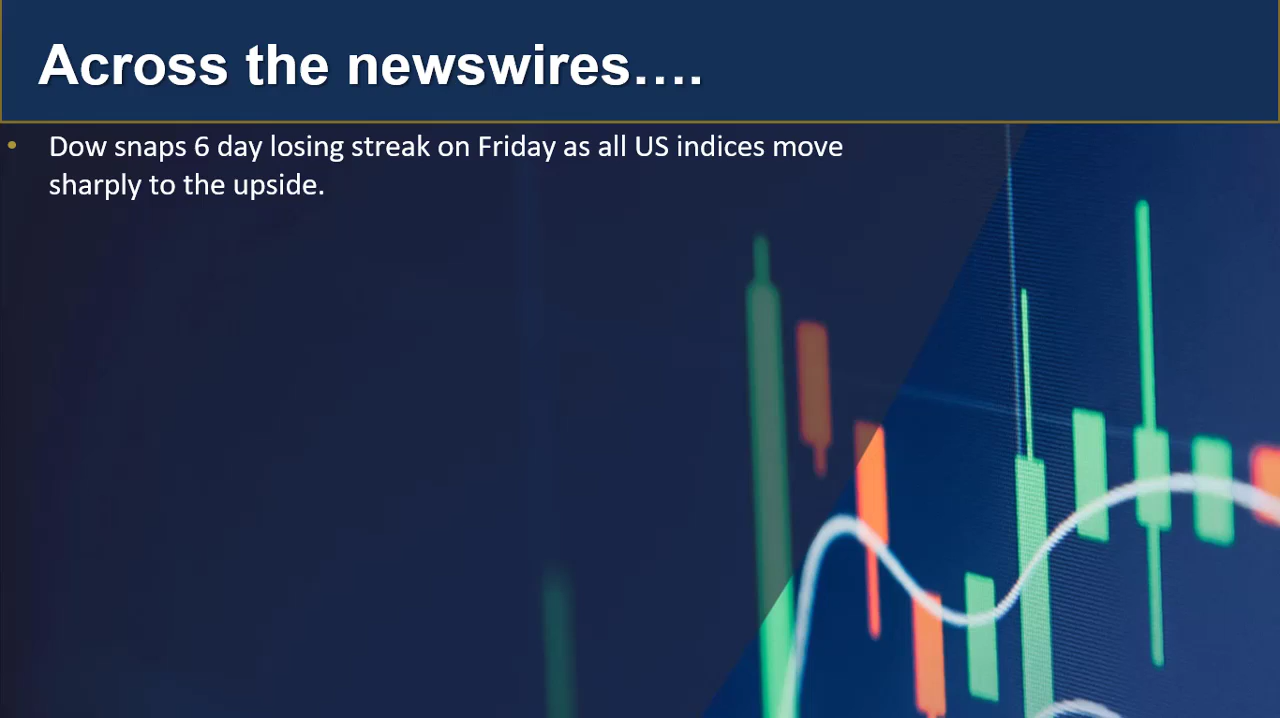 Across the newswires….
• Dow snaps 6 day losing streak on Friday as all US indices move
sharply to the upside.